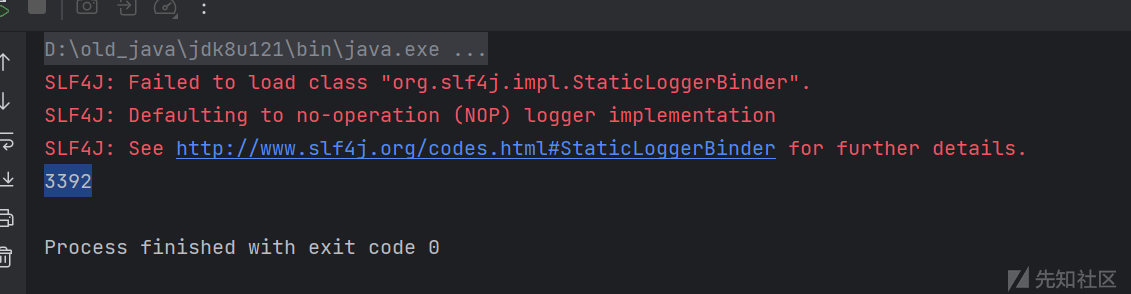 D:\old_java\jdk8u121\bin\java.exe ...
SLF4J: Failed to load class "org.slf4j.impl.StaticLoggerBinder".
SLF4J: Defaulting to no-operation (NOP) logger implementation
SLF4J: See http://www.slf4j.org/codes.html#StaticLoggerBinder for further details.
3392
Process finished with exit code 0
先知社区